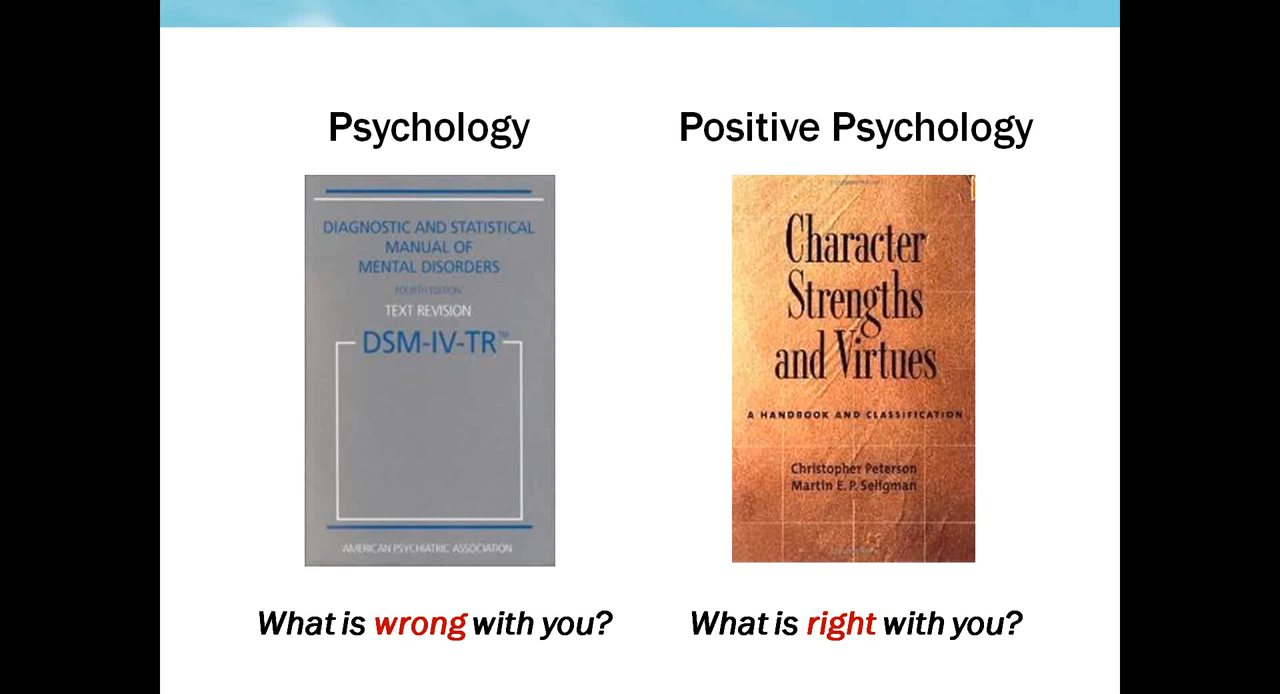 Psychology
DIAGNOSTIC AND STATISTICAL
MANUAL OF
MENTAL DISORDERS
FOURTH EDITION
TEXT REVISION
DSM-IV-TR™
AMERICAN PSYCHIATRIC ASSOCIATION
What is wrong with you?
Positive Psychology
Character
Strengths
and Virtues
A HANDBOOK AND CLASSIFICATION
Christopher Peterson
Martin E. P. Seligman
What is right with you?